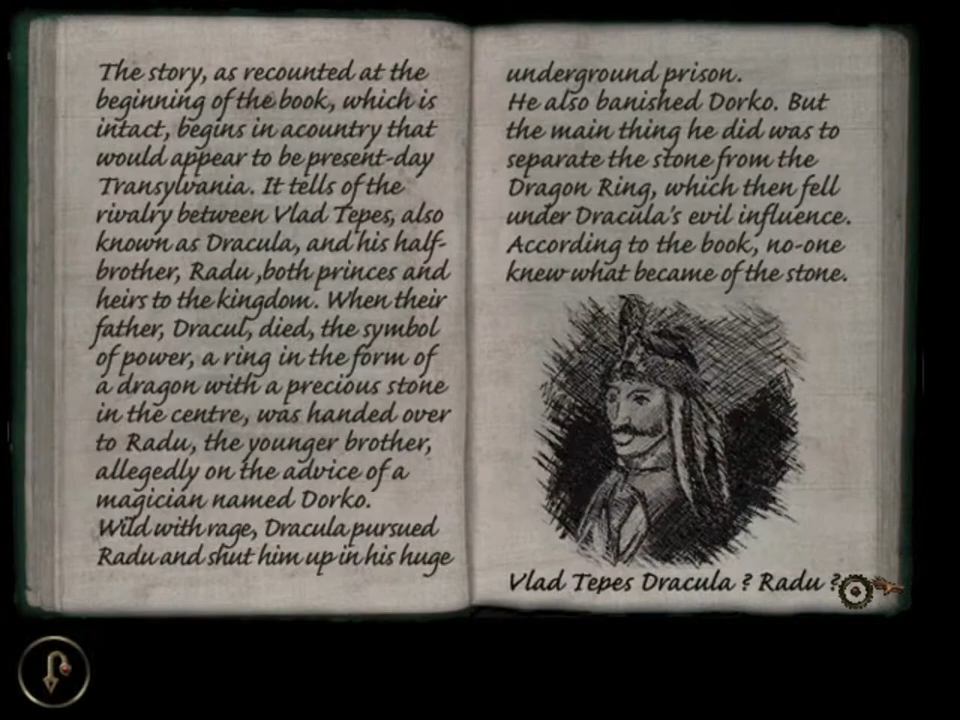 The story, as recounted at the
beginning of the book, which is
intact, begins in acountry that
would appear to be present-day
Transylvania. It tells of the
rivalry between Vlad Tepes, also
known as Dracula, and his half-
brother, Radu ,both princes and
heirs to the kingdom. When their
father, Dracul, died, the symbol
of power, a ring in the form of
a dragon with a precious stone
in the centre, was handed over
to Radu, the younger brother,
allegedly on the advice of a
magician named Dorko.
Wild with rage, Dracula pursued
Radu and shut him up in his huge
underground prison.
He also banished Dorko. But
the main thing he did was to
separate the stone from the
Dragon Ring, which then fell
under Dracula's evil influence.
According to the book, no-one
knew what became of the stone.
Vlad Tepes Dracula ? Radu ?